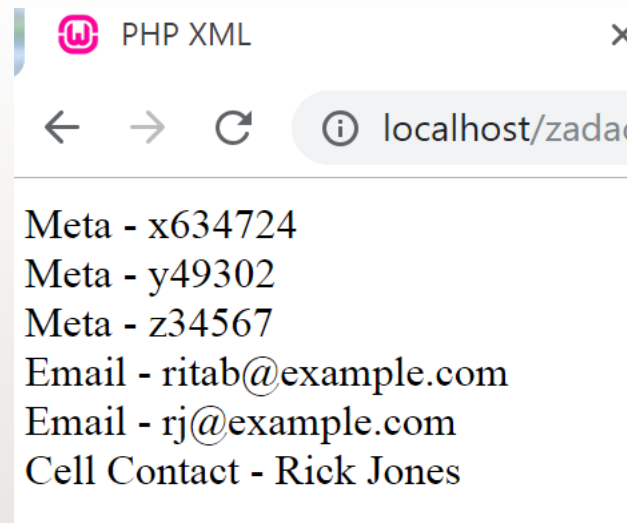 PHP XML
localhost/zadac
Meta - x634724
Meta - y49302
Meta - z34567
Email - ritab@example.com
Email - rj@example.com
Cell Contact - Rick Jones